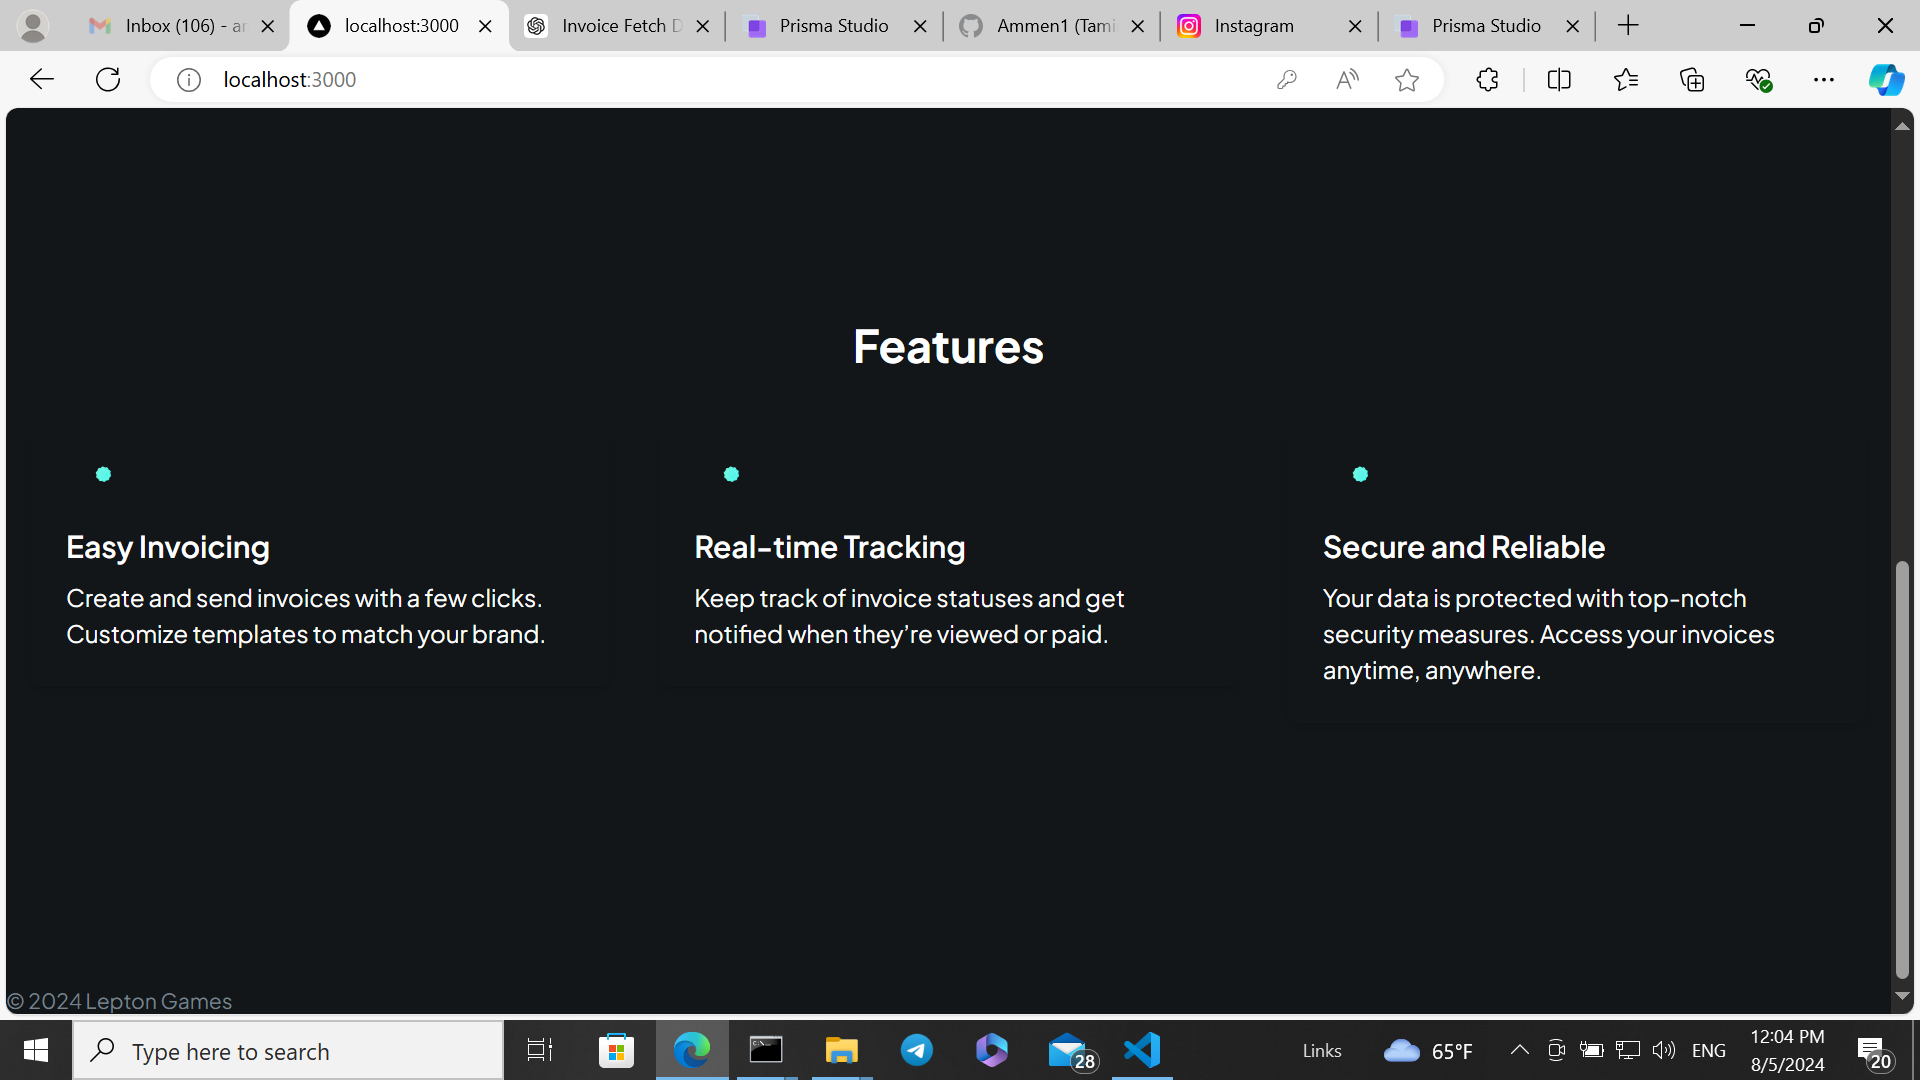 Inbox (106) - ar
localhost:3000
Invoice Fetch D
Prisma Studio
Ammen1 (Tami
Instagram
Prisma Studio
localhost:3000
Features
Easy Invoicing
Create and send invoices with a few clicks.
Customize templates to match your brand.
Real-time Tracking
Keep track of invoice statuses and get
notified when they’re viewed or paid.
Secure and Reliable
Your data is protected with top-notch
security measures. Access your invoices
anytime, anywhere.
© 2024 Lepton Games
Type here to search
28
Links
65°F
ENG
12:04 PM
8/5/2024
20